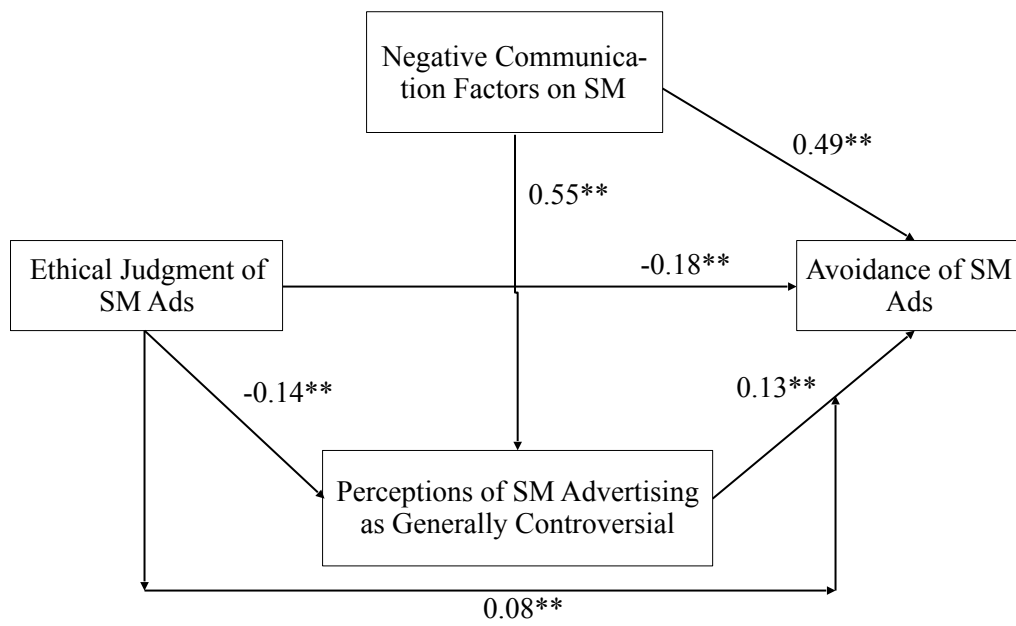 Negative Communica-
tion Factors on SM
0.49**
0.55**
Ethical Judgment of
SM Ads
-0.18**
Avoidance of SM
Ads
-0.14**
0.13**
Perceptions of SM Advertising
as Generally Controversial
0.08**